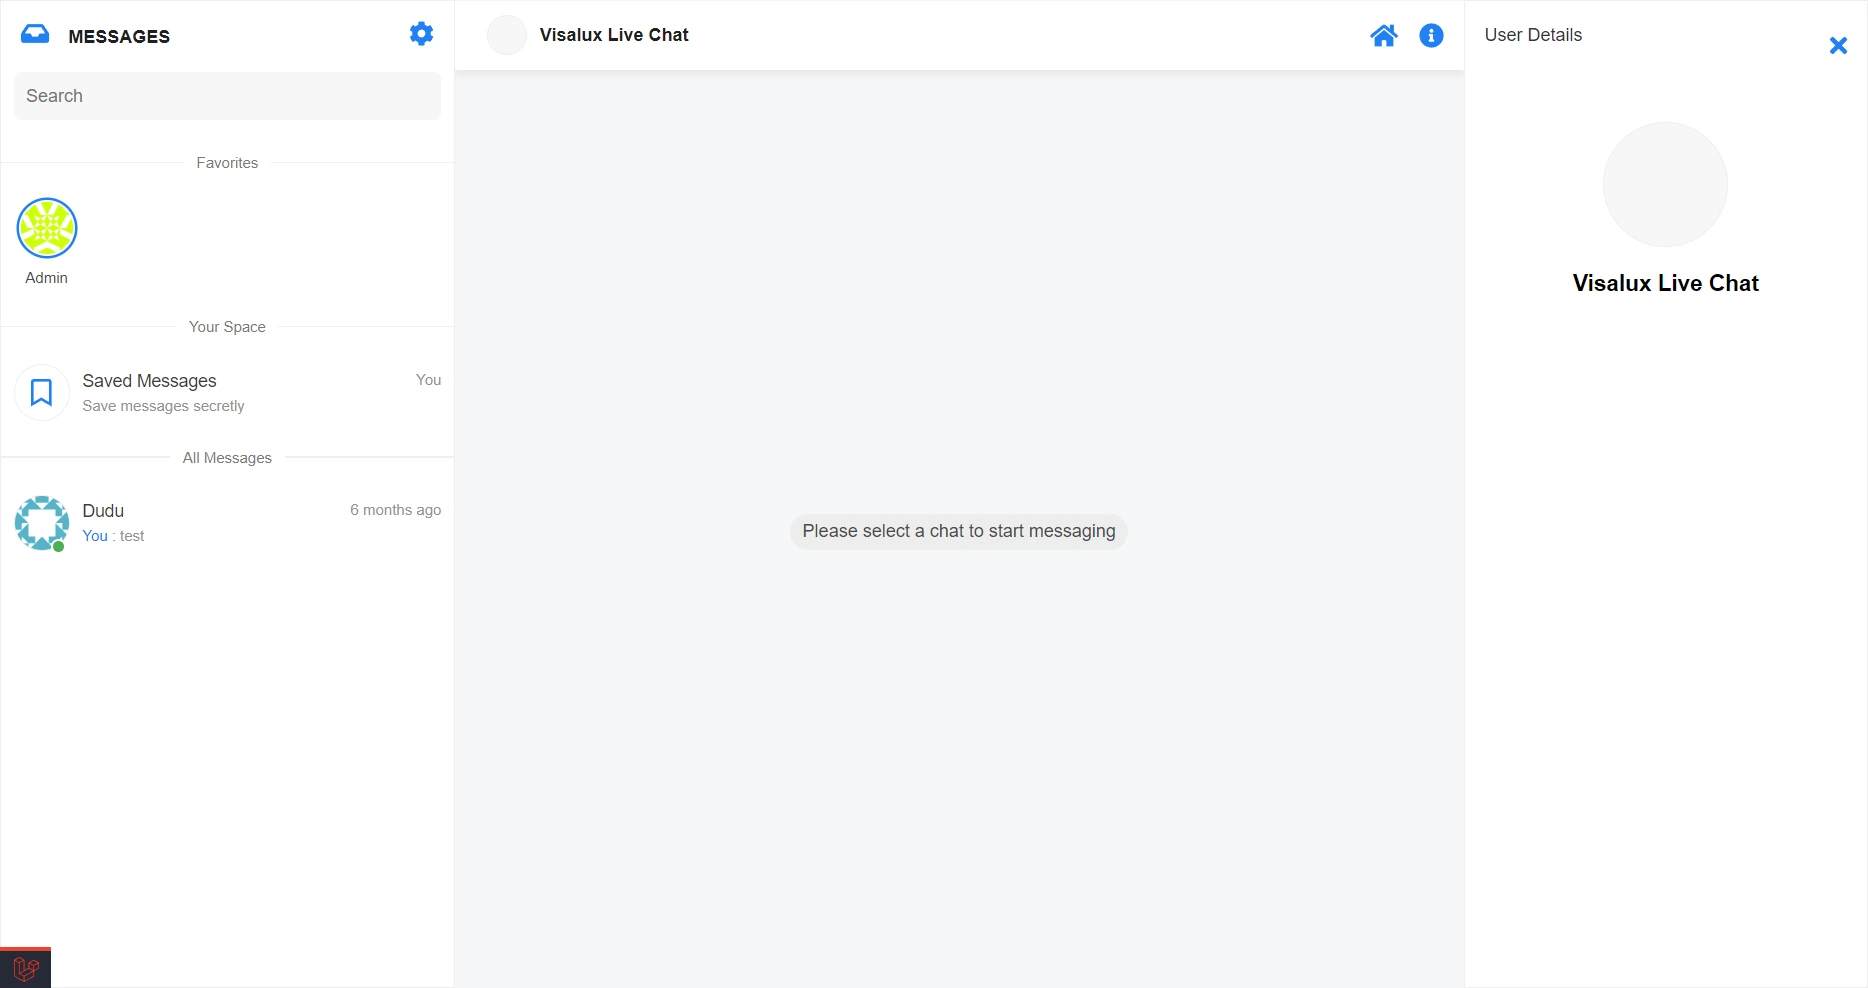 MESSAGES
Search
Favorites
Admin
Your Space
Saved Messages
You
Save messages secretly
All Messages
Dudu
6 months ago
You : test
Visalux Live Chat
Please select a chat to start messaging
User Details
Visalux Live Chat